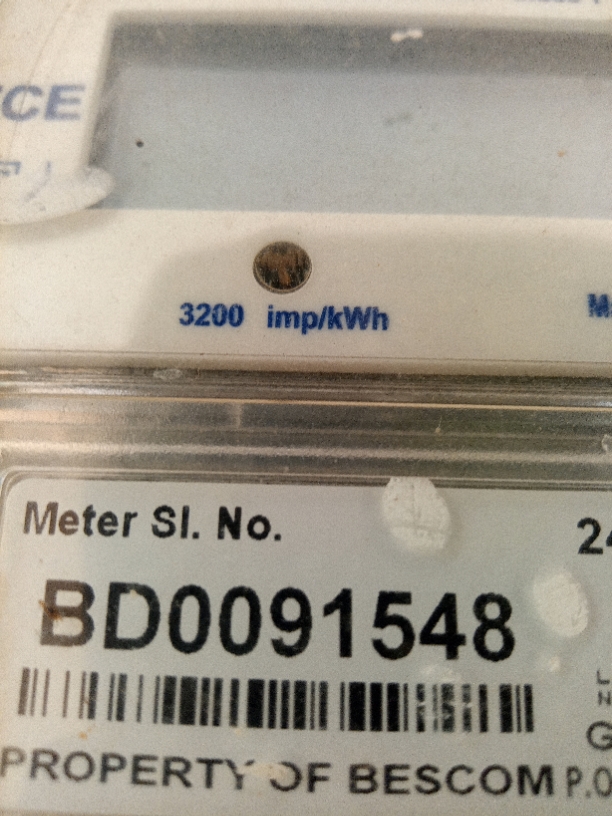 CE
3200 imp/kWh
Meter Sl. No.
BD0091548
PROPERTY OF BESCOM P.O